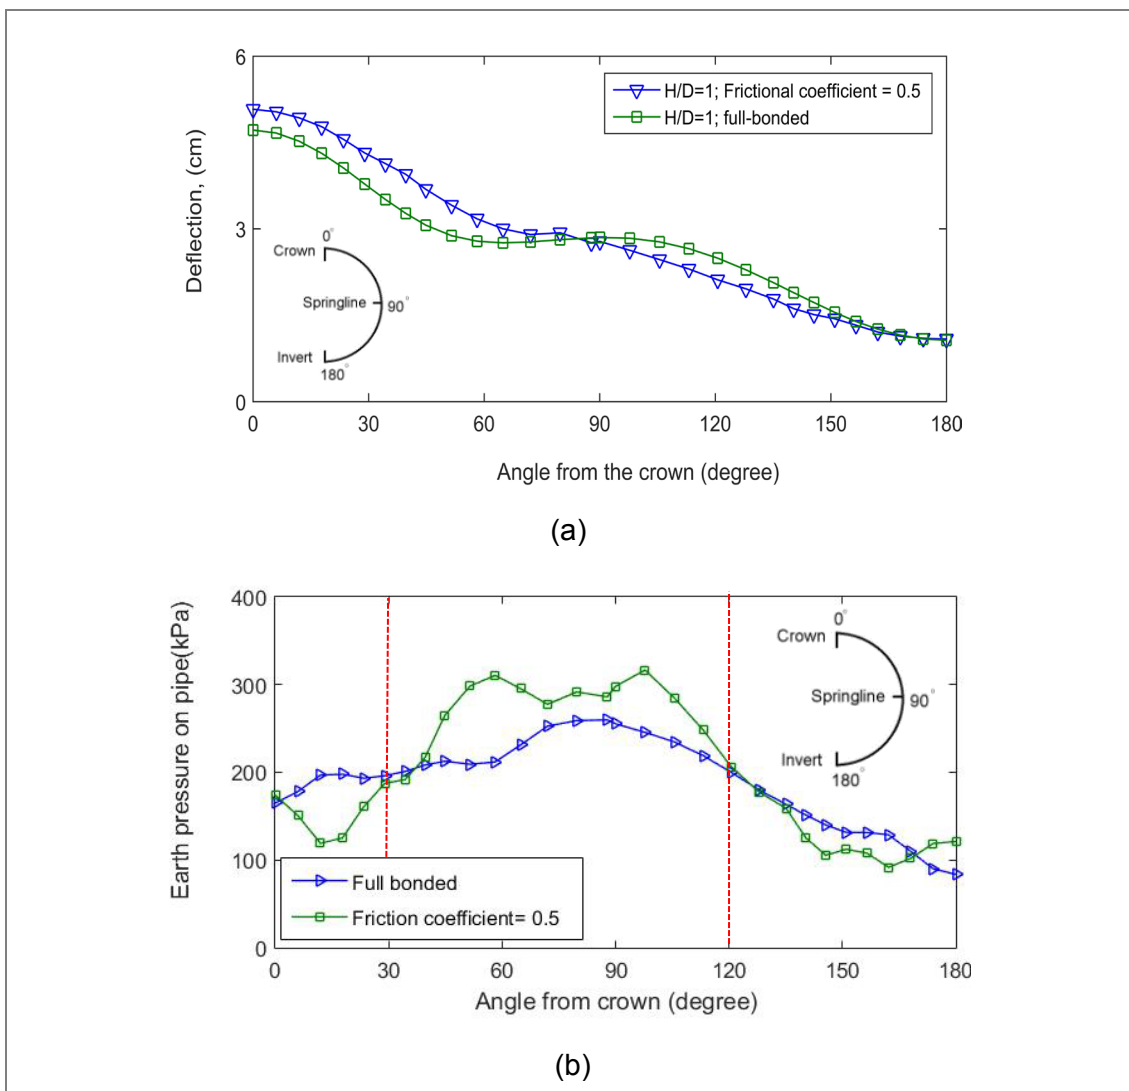 6
H/D=1; Frictional coefficient = 0.5
H/D=1; full-bonded
Deflection, (cm)
3
0°
Crown
Springline
90°
Invert
180°
0
0 30 60 90 120 150 180
Angle from the crown (degree)
(a)
400
0°
Crown
300
Springline
90°
Earth pressure on pipe(kPa)
200
Invert
180°
100
Full bonded
Friction coefficient= 0.5
0
0 30 60 90 120 150 180
Angle from crown (degree)
(b)